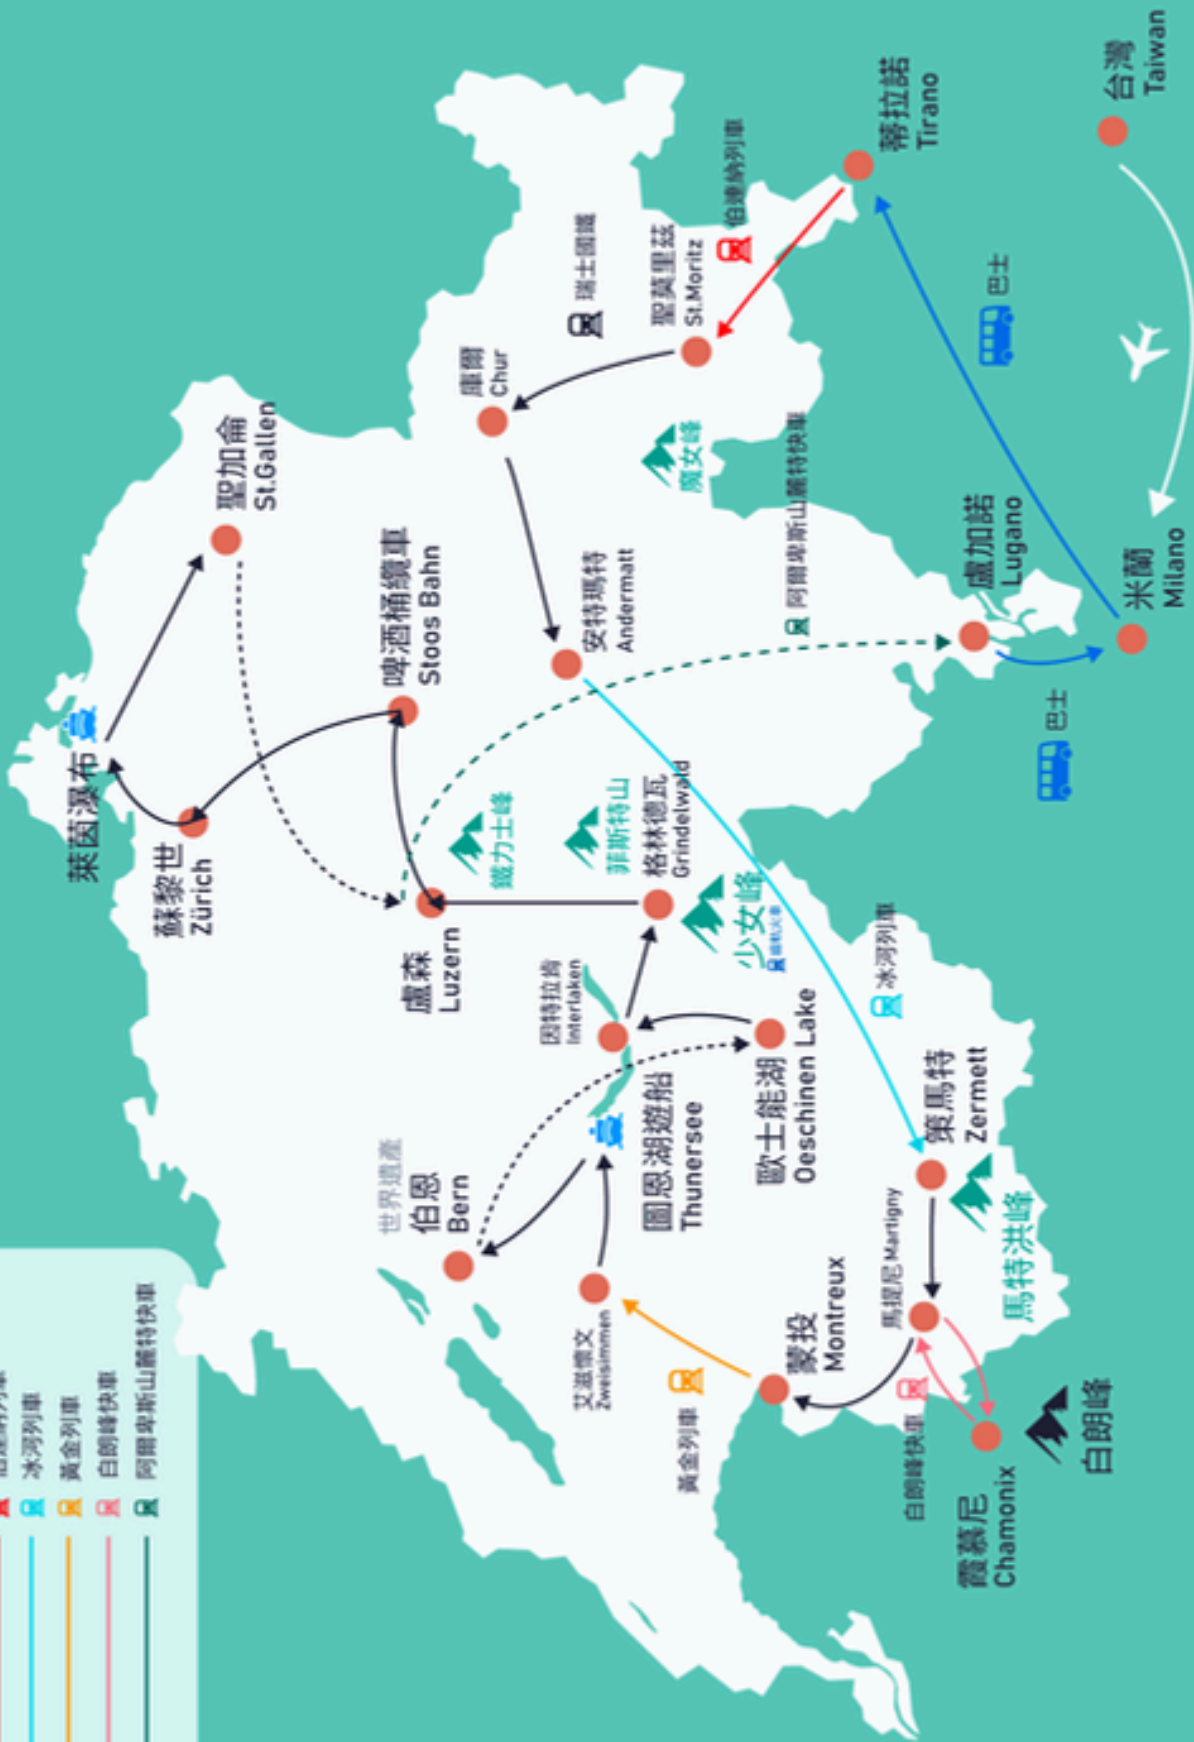 冰河列車
黃金列車
白朗峰快車
阿爾卑斯山麓特快車
萊茵瀑布
蘇黎世
Zürich
聖加侖
St.Gallen
啤酒桶纜車
Stoos Bahn
盧森
Luzern
鐵力士峰
菲斯特山
世界遺產
伯恩
Bern
因特拉肯
Interlaken
格林德瓦
Grindelwald
少女峰
艾滋懷文
Zweisimmen
圖恩湖遊船
Thunersee
歐士能湖
Oeschinen Lake
庫爾
Chur
瑞士國鐵
聖莫里茲
St.Moritz
伯連納列車
蒂拉諾
Tirano
安特瑪特
Andermatt
魔女峰
阿爾卑斯山麓特快車
冰河列車
黃金列車
蒙投
Montreux
馬提尼 Martigny
策馬特
Zermett
馬特洪峰
白朗峰快車
霞慕尼
Chamonix
白朗峰
盧加諾
Lugano
巴士
巴士
米蘭
Milano
台灣
Taiwan